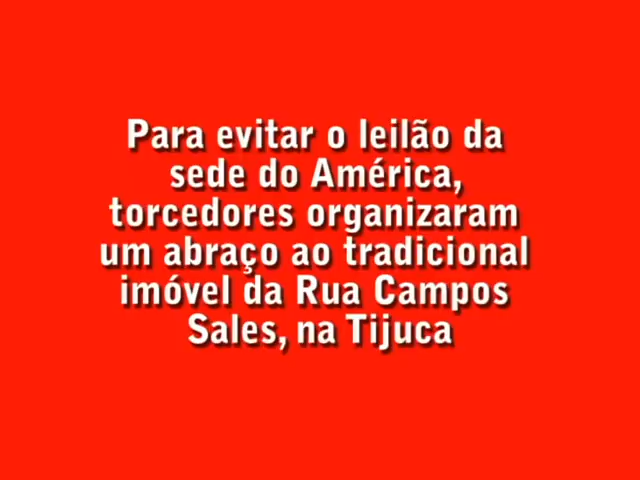 Para evitar o leilão da
sede do América,
torcedores organizaram
um abraço ao tradicional
imóvel da Rua Campos
Sales, na Tijuca